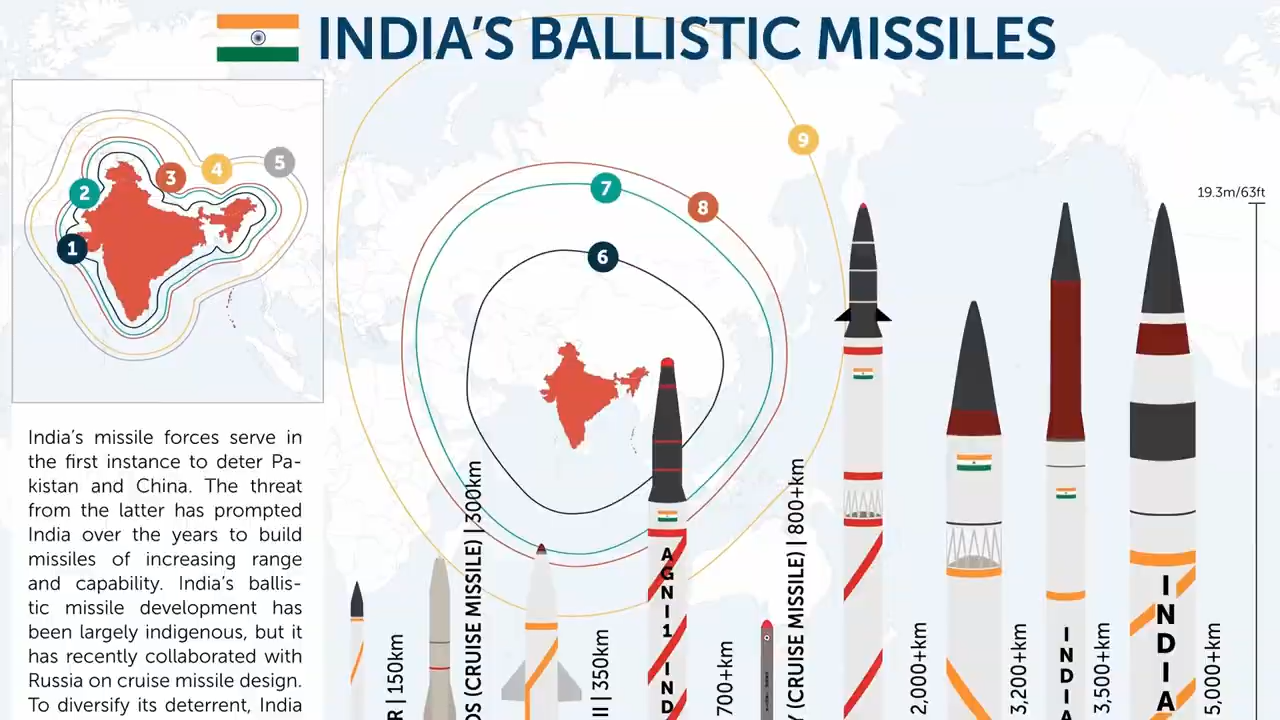 INDIA'S BALLISTIC MISSILES
1
2
3
4
5
6
7
8
9
19.3m/63ft
India's missile forces serve in
the first instance to deter Pa-
kistan and China. The threat
from the latter has prompted
India over the years to build
missiles of increasing range
and capability. India's ballis-
tic missile development has
been largely indigenous, but it
has recently collaborated with
Russia on cruise missile design.
To diversify its deterrent, India
R | 150km
OS (CRUISE MISSILE) | 300km
II | 350km
AGNI1 IND
700+km
Y (CRUISE MISSILE) | 800+km
2,000+km
3,200+km
INDIA
3,500+km
INDIA
5,000+km